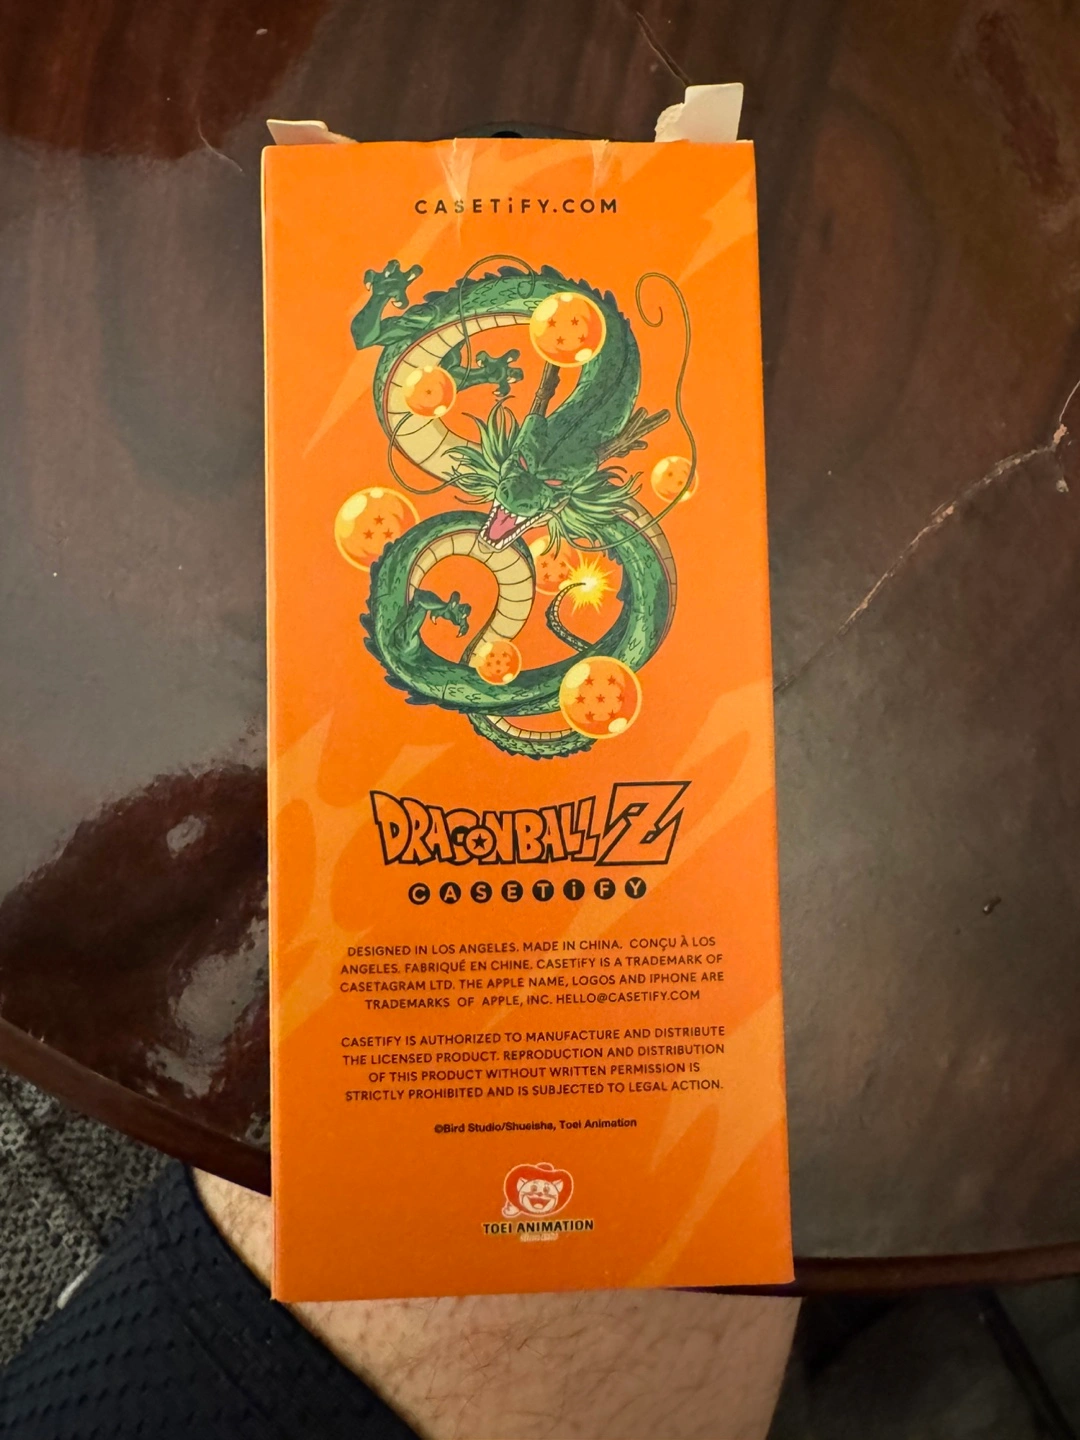 CASETiFY.COM
DRAGONBALL Z
CASETiFY
DESIGNED IN LOS ANGELES. MADE IN CHINA. CONÇU À LOS
ANGELES. FABRIQUÉ EN CHINE. CASETiFY IS A TRADEMARK OF
CASETAGRAM LTD. THE APPLE NAME, LOGOS AND IPHONE ARE
TRADEMARKS OF APPLE, INC. HELLO@CASETIFY.COM
CASETIFY IS AUTHORIZED TO MANUFACTURE AND DISTRIBUTE
THE LICENSED PRODUCT. REPRODUCTION AND DISTRIBUTION
OF THIS PRODUCT WITHOUT WRITTEN PERMISSION IS
STRICTLY PROHIBITED AND IS SUBJECTED TO LEGAL ACTION.
©Bird Studio/Shueisha, Toei Animation
TOEI ANIMATION